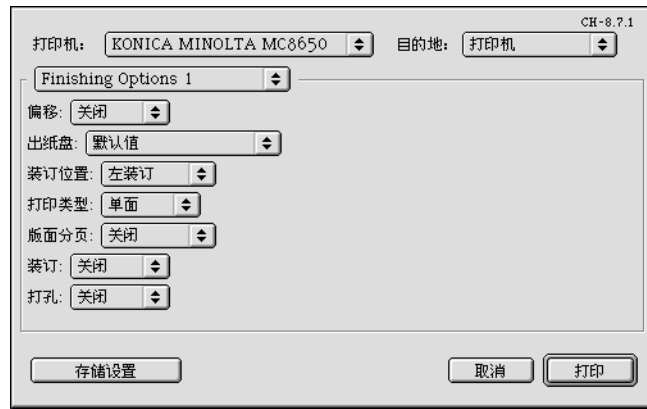 CH-8.7.1
打印机： KONICA MINOLTA MC8650 目的地： 打印机
Finishing Options 1
偏移: 关闭
出纸盘: 默认值
装订位置: 左装订
打印类型: 单面
版面分页: 关闭
装订: 关闭
打孔: 关闭
存储设置 取消 打印